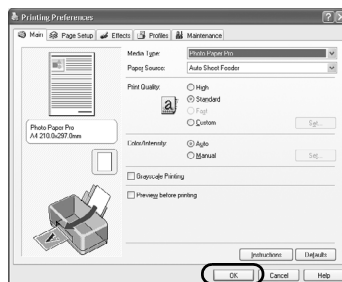 Printing Preferences
Main Page Setup Effects Profiles Maintenance
Media Type: Photo Paper Pro
Paper Source: Auto Sheet Feeder
Print Quality: High
Standard
Fast
Custom Set...
Photo Paper Pro
A4 210.0x297.0mm
Color/Intensity: Auto
Manual Set...
Grayscale Printing
Preview before printing
Instructions Defaults
OK Cancel Help